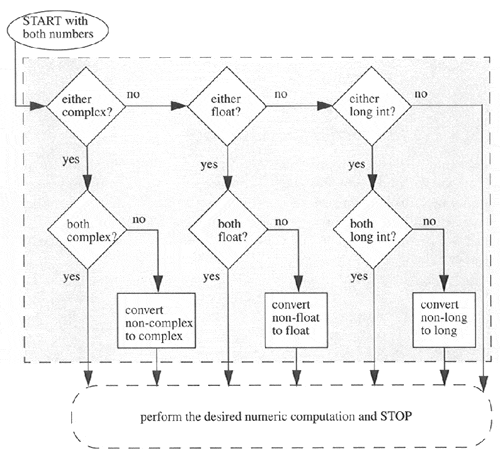 START with
both numbers
either
complex?
no
either
float?
no
either
long int?
no
yes
yes
yes
both
complex?
no
both
float?
no
both
long int?
no
yes
yes
yes
convert
non-complex
to complex
convert
non-float
to float
convert
non-long
to long
perform the desired numeric computation and STOP